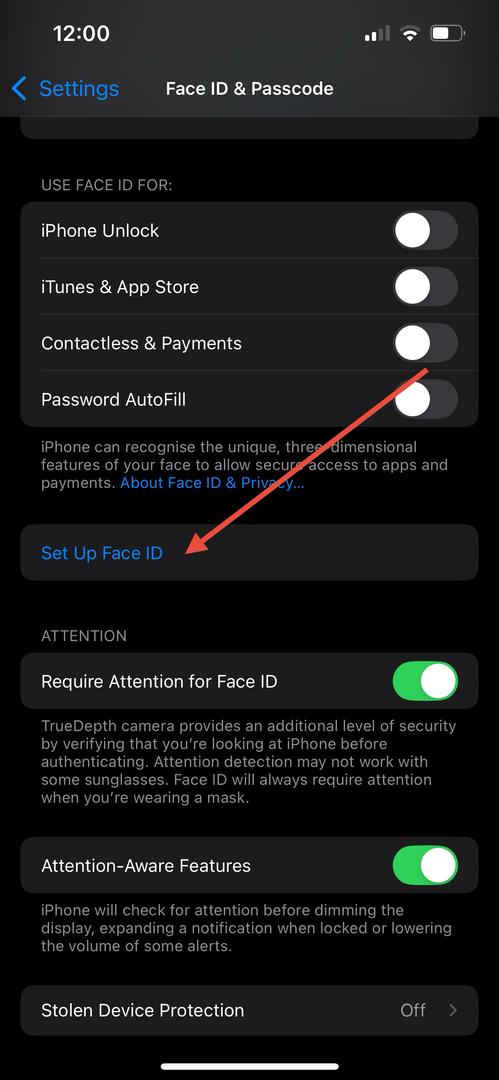 12:00
Settings
Face ID & Passcode
USE FACE ID FOR:
iPhone Unlock
iTunes & App Store
Contactless & Payments
Password AutoFill
iPhone can recognise the unique, three-dimensional
features of your face to allow secure access to apps and
payments. About Face ID & Privacy...
Set Up Face ID
ATTENTION
Require Attention for Face ID
TrueDepth camera provides an additional level of security
by verifying that you’re looking at iPhone before
authenticating. Attention detection may not work with
some sunglasses. Face ID will always require attention
when you’re wearing a mask.
Attention-Aware Features
iPhone will check for attention before dimming the
display, expanding a notification when locked or lowering
the volume of some alerts.
Stolen Device Protection Off